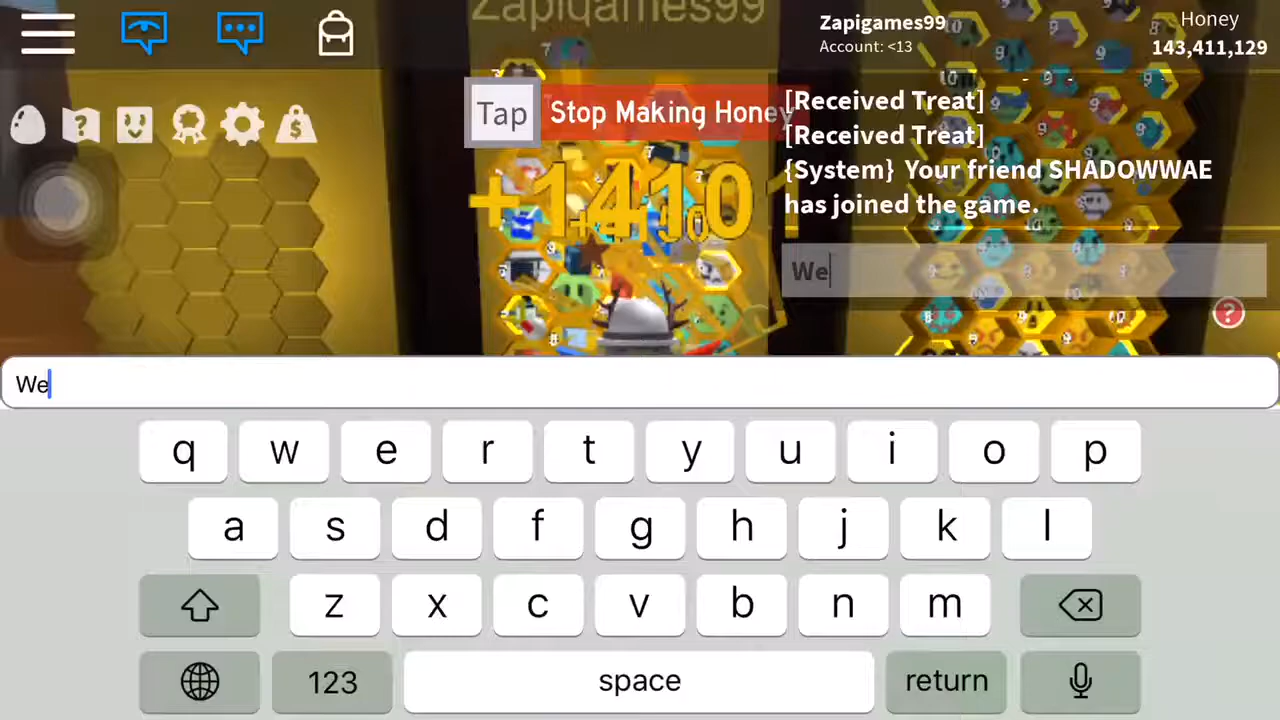 Zapigames99
Zapigames99
Account: <13
Honey
143,411,129
Tap
Stop Making Honey
[Received Treat]
[Received Treat]
{System} Your friend SHADOWWAE
has joined the game.
+14101
We
We
q w e r t y u i o p
a s d f g h j k l
z x c v b n m
123 space return